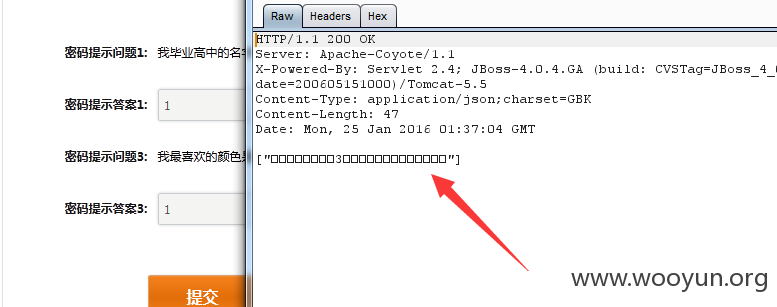 密码提示问题1: 我毕业高中的名
密码提示答案1: 1
密码提示问题3: 我最喜欢的颜色
密码提示答案3: 1
提交
Raw Headers Hex
HTTP/1.1 200 OK
Server: Apache-Coyote/1.1
X-Powered-By: Servlet 2.4; JBoss-4.0.4.GA (build: CVSTag=JBoss_4_
date=200605151000)/Tomcat-5.5
Content-Type: application/json;charset=GBK
Content-Length: 47
Date: Mon, 25 Jan 2016 01:37:04 GMT
["□□□□□□□□3□□□□□□□□□□□□□"]
www.wooyun.org